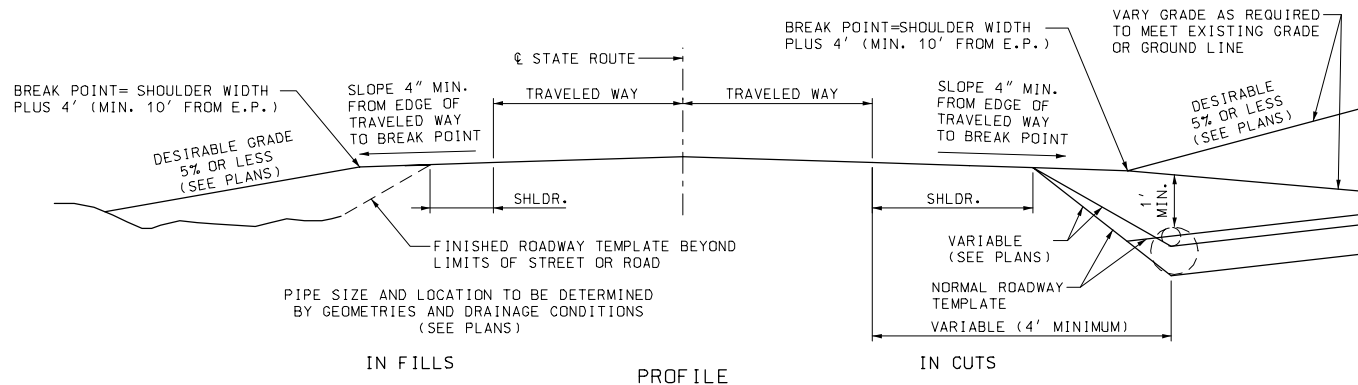 BREAK POINT= SHOULDER WIDTH
PLUS 4' (MIN. 10' FROM E.P.)
DESIRABLE GRADE
5% OR LESS
(SEE PLANS)
SLOPE 4" MIN.
FROM EDGE OF
TRAVELED WAY
TO BREAK POINT
℄ STATE ROUTE
TRAVELED WAY
TRAVELED WAY
SHLDR.
FINISHED ROADWAY TEMPLATE BEYOND
LIMITS OF STREET OR ROAD
PIPE SIZE AND LOCATION TO BE DETERMINED
BY GEOMETRIES AND DRAINAGE CONDITIONS
(SEE PLANS)
IN FILLS
BREAK POINT=SHOULDER WIDTH
PLUS 4' (MIN. 10' FROM E.P.)
VARY GRADE AS REQUIRED
TO MEET EXISTING GRADE
OR GROUND LINE
SLOPE 4" MIN.
FROM EDGE OF
TRAVELED WAY
TO BREAK POINT
DESIRABLE
5% OR LESS
(SEE PLANS)
1'
MIN.
SHLDR.
VARIABLE
(SEE PLANS)
NORMAL ROADWAY
TEMPLATE
VARIABLE (4' MINIMUM)
IN CUTS
PROFILE